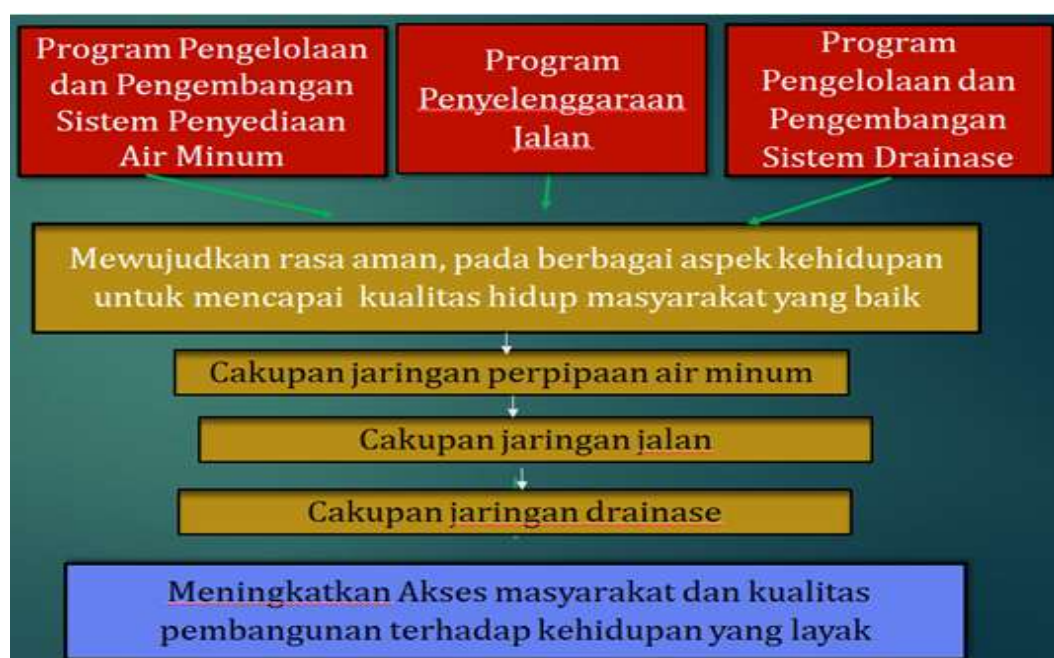 Program Pengelolaan
dan Pengembangan
Sistem Penyediaan
Air Minum
Program
Penyelenggaraan
Jalan
Program
Pengelolaan dan
Pengembangan
Sistem Drainase
Mewujudkan rasa aman, pada berbagai aspek kehidupan
untuk mencapai kualitas hidup masyarakat yang baik
Cakupan jaringan perpipaan air minum
Cakupan jaringan jalan
Cakupan jaringan drainase
Meningkatkan Akses masyarakat dan kualitas
pembangunan terhadap kehidupan yang layak